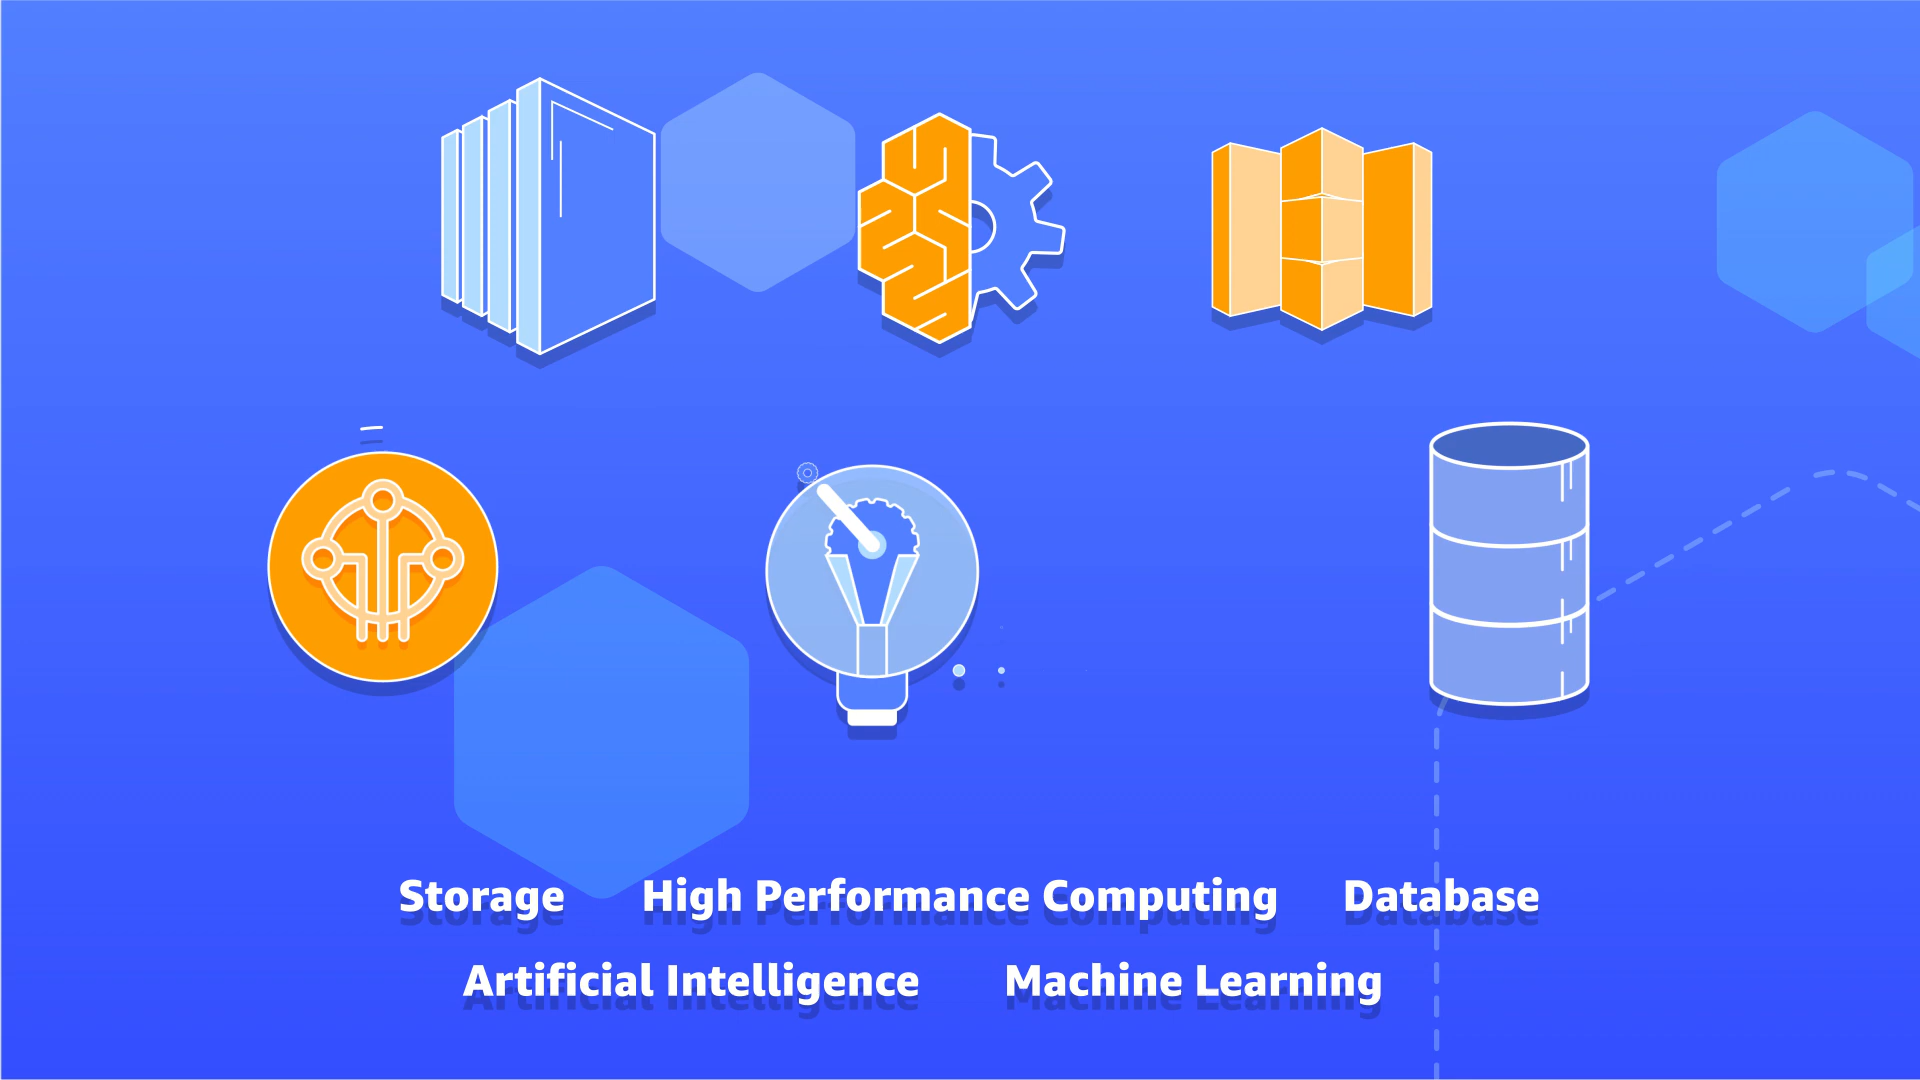 Storage High Performance Computing Database
Artificial Intelligence Machine Learning